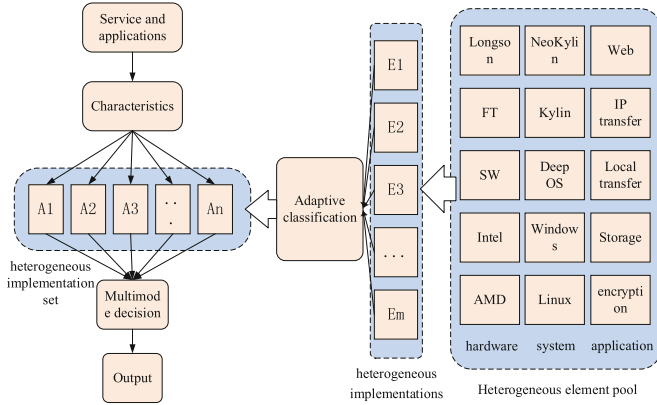 Service and
applications
Characteristics
A1
A2
A3
..
.
An
heterogeneous
implementation
set
Multimod
e decision
Output
Adaptive
classification
E1
E2
E3
...
Em
heterogeneous
implementations
Longso
n
NeoKyli
n
Web
FT
Kylin
IP
transfer
SW
Deep
OS
Local
transfer
Intel
Window
s
Storage
AMD
Linux
encrypti
on
hardware
system
application
Heterogeneous element pool